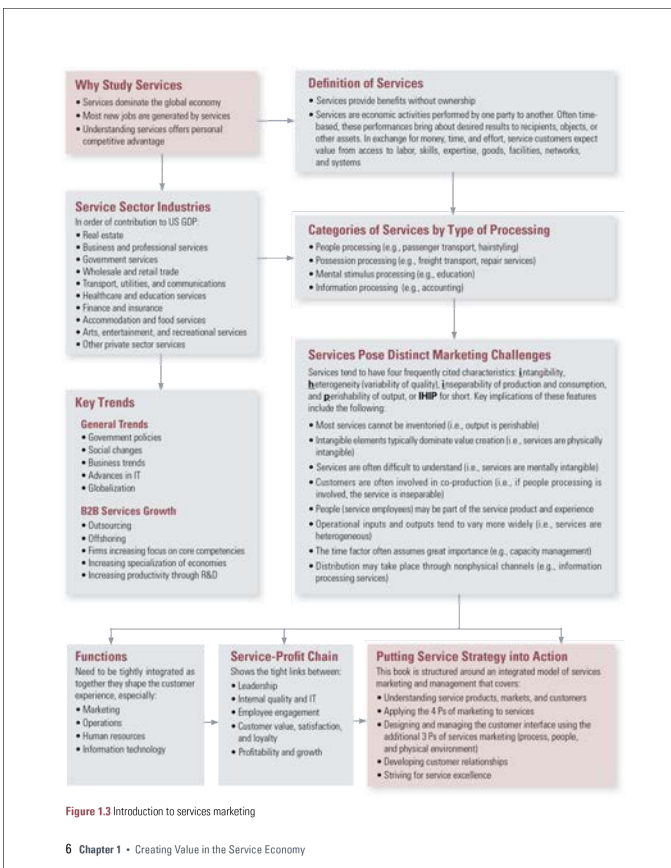 Why Study Services
• Services dominate the global economy
• Most new jobs are generated by services
• Understanding services offers personal
competitive advantage
Definition of Services
• Services provide benefits without ownership
• Services are economic activities performed by one party to another. Often time-
based, these performances bring about desired results to recipients, objects, or
other assets. In exchange for money, time, and effort, service customers expect
value from access to labor, skills, expertise, goods, facilities, networks,
and systems
Service Sector Industries
In order of contribution to US GDP:
• Real estate
• Business and professional services
• Government services
• Wholesale and retail trade
• Transport, utilities, and communications
• Healthcare and education services
• Finance and insurance
• Accommodation and food services
• Arts, entertainment, and recreational services
• Other private sector services
Categories of Services by Type of Processing
• People processing (e.g., passenger transport, hairstyling)
• Possession processing (e.g., freight transport, repair services)
• Mental stimulus processing (e.g., education)
• Information processing (e.g., accounting)
Key Trends
General Trends
• Government policies
• Social changes
• Business trends
• Advances in IT
• Globalization
B2B Services Growth
• Outsourcing
• Offshoring
• Firms increasing focus on core competencies
• Increasing specialization of economies
• Increasing productivity through R&D
Services Pose Distinct Marketing Challenges
Services tend to have four frequently cited characteristics: intangibility,
heterogeneity (variability of quality), inseparability of production and consumption,
and perishability of output, or IHIP for short. Key implications of these features
include the following:
• Most services cannot be inventoried (i.e., output is perishable)
• Intangible elements typically dominate value creation (i.e., services are physically
intangible)
• Services are often difficult to understand (i.e., services are mentally intangible)
• Customers are often involved in co-production (i.e., if people processing is
involved, the service is inseparable)
• People (service employees) may be part of the service product and experience
• Operational inputs and outputs tend to vary more widely (i.e., services are
heterogeneous)
• The time factor often assumes great importance (e.g., capacity management)
• Distribution may take place through nonphysical channels (e.g., information
processing services)
Functions
Need to be tightly integrated as
together they shape the customer
experience, especially:
• Marketing
• Operations
• Human resources
• Information technology
Service-Profit Chain
Shows the tight links between:
• Leadership
• Internal quality and IT
• Employee engagement
• Customer value, satisfaction,
and loyalty
• Profitability and growth
Putting Service Strategy into Action
This book is structured around an integrated model of services
marketing and management that covers:
• Understanding service products, markets, and customers
• Applying the 4 Ps of marketing to services
• Designing and managing the customer interface using the
additional 3 Ps of services marketing (process, people,
and physical environment)
• Developing customer relationships
• Striving for service excellence
Figure 1.3 Introduction to services marketing
6 Chapter 1 • Creating Value in the Service Economy